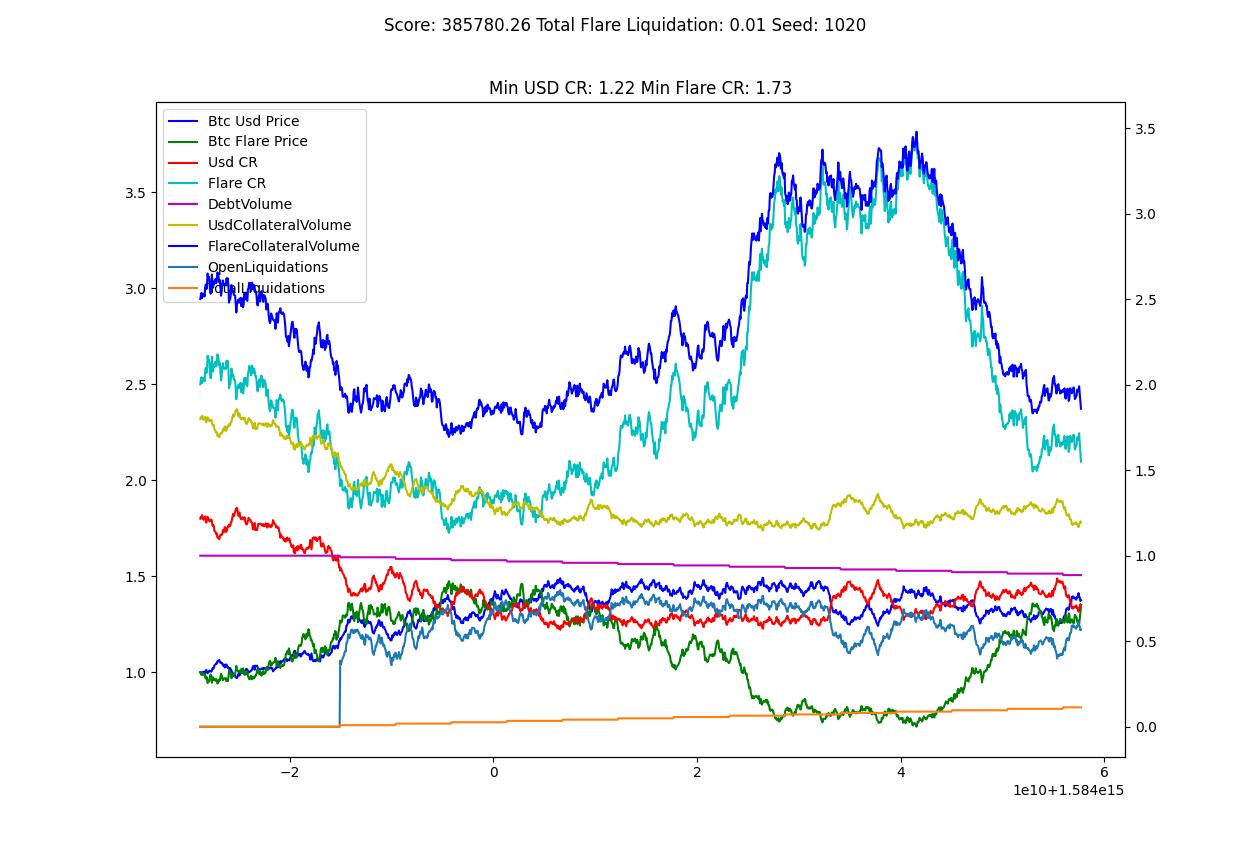 Score: 385780.26 Total Flare Liquidation: 0.01 Seed: 1020
Min USD CR: 1.22 Min Flare CR: 1.73
Btc Usd Price
Btc Flare Price
Usd CR
Flare CR
DebtVolume
UsdCollateralVolume
FlareCollateralVolume
OpenLiquidations
TotalLiquidations
3.5
3.0
2.5
2.0
1.5
1.0
3.5
3.0
2.5
2.0
1.5
1.0
0.5
0.0
−2
0
2
4
6
1e10+1.584e15